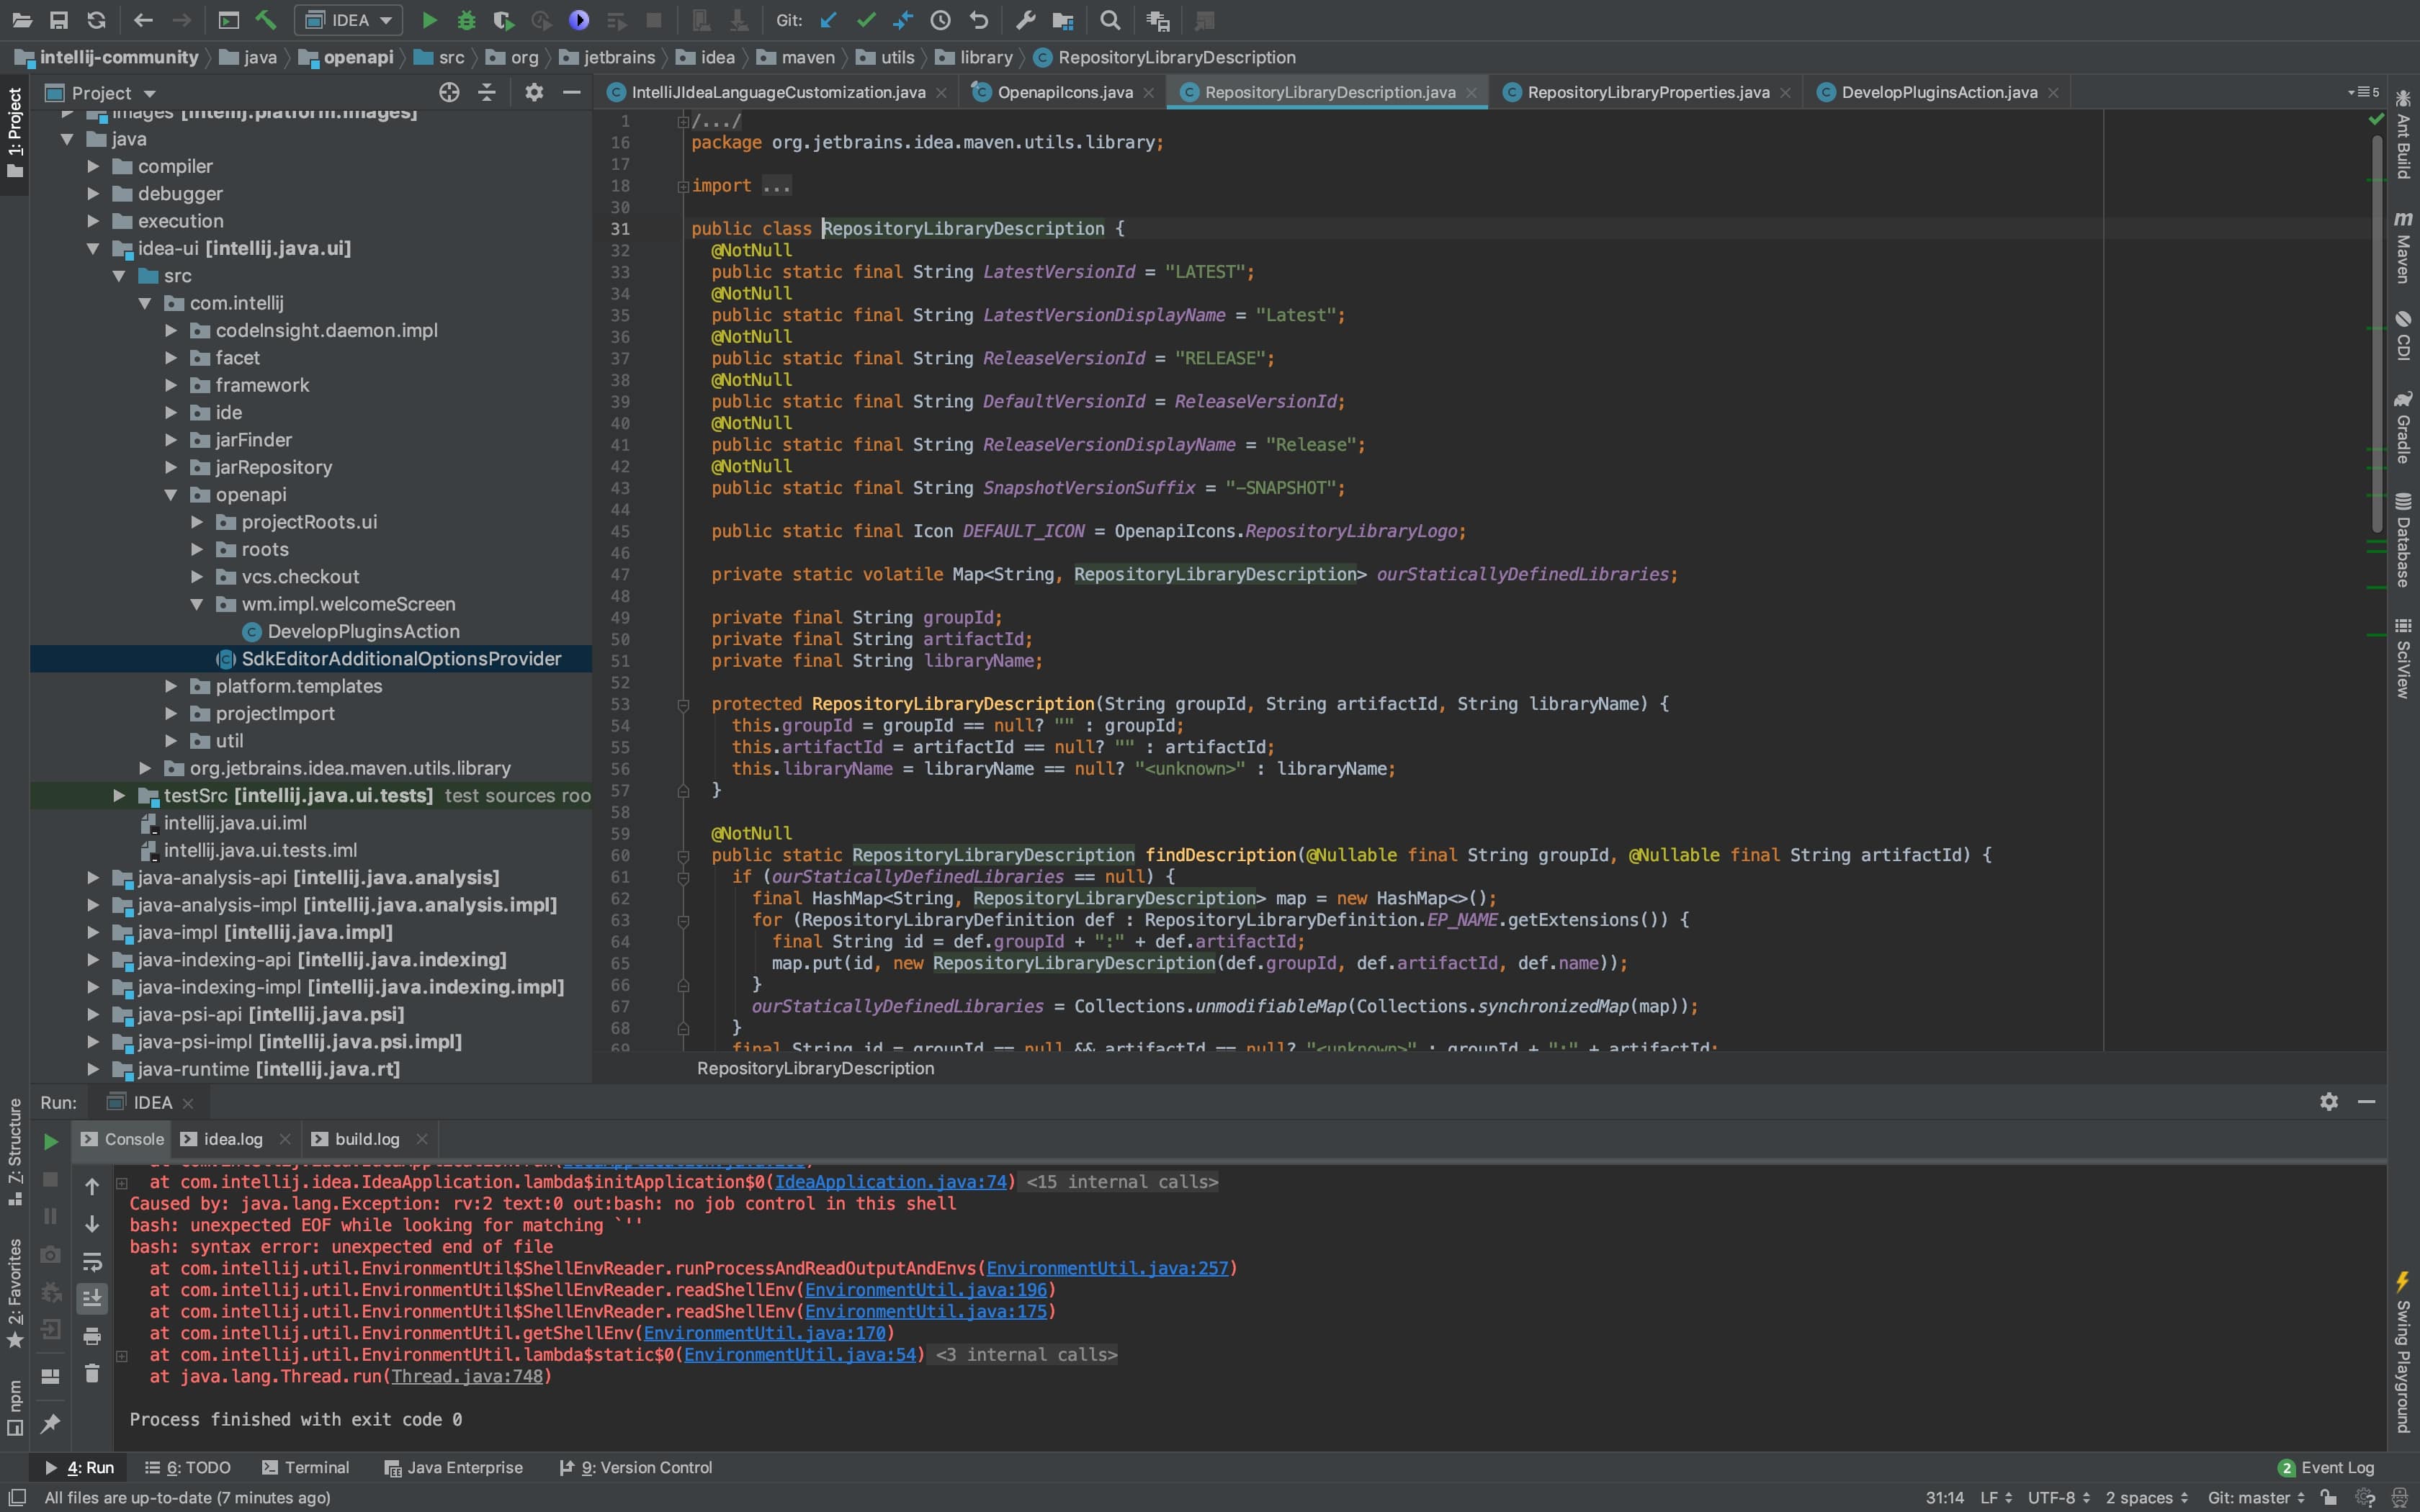 IDEA
Git:
intellij-community
java
openapi
src
org
jetbrains
idea
maven
utils
library
RepositoryLibraryDescription
Project
IntelliJIdeaLanguageCustomization.java
OpenapiIcons.java
RepositoryLibraryDescription.java
RepositoryLibraryProperties.java
DevelopPluginsAction.java
5
1: Project
images [intellij.platform.images]
java
compiler
debugger
execution
idea-ui [intellij.java.ui]
src
com.intellij
codeInsight.daemon.impl
facet
framework
ide
jarFinder
jarRepository
openapi
projectRoots.ui
roots
vcs.checkout
wm.impl.welcomeScreen
DevelopPluginsAction
SdkEditorAdditionalOptionsProvider
platform.templates
projectImport
util
org.jetbrains.idea.maven.utils.library
testSrc [intellij.java.ui.tests] test sources roo
intellij.java.ui.iml
intellij.java.ui.tests.iml
java-analysis-api [intellij.java.analysis]
java-analysis-impl [intellij.java.analysis.impl]
java-impl [intellij.java.impl]
java-indexing-api [intellij.java.indexing]
java-indexing-impl [intellij.java.indexing.impl]
java-psi-api [intellij.java.psi]
java-psi-impl [intellij.java.psi.impl]
java-runtime [intellij.java.rt]
1 /.../
16 package org.jetbrains.idea.maven.utils.library;
17
18 import ...
30
31 public class RepositoryLibraryDescription {
32 @NotNull
33 public static final String LatestVersionId = "LATEST";
34 @NotNull
35 public static final String LatestVersionDisplayName = "Latest";
36 @NotNull
37 public static final String ReleaseVersionId = "RELEASE";
38 @NotNull
39 public static final String DefaultVersionId = ReleaseVersionId;
40 @NotNull
41 public static final String ReleaseVersionDisplayName = "Release";
42 @NotNull
43 public static final String SnapshotVersionSuffix = "-SNAPSHOT";
44
45 public static final Icon DEFAULT_ICON = OpenapiIcons.RepositoryLibraryLogo;
46
47 private static volatile Map<String, RepositoryLibraryDescription> ourStaticallyDefinedLibraries;
48
49 private final String groupId;
50 private final String artifactId;
51 private final String libraryName;
52
53 protected RepositoryLibraryDescription(String groupId, String artifactId, String libraryName) {
54 this.groupId = groupId == null? "" : groupId;
55 this.artifactId = artifactId == null? "" : artifactId;
56 this.libraryName = libraryName == null? "<unknown>" : libraryName;
57 }
58
59 @NotNull
60 public static RepositoryLibraryDescription findDescription(@Nullable final String groupId, @Nullable final String artifactId) {
61 if (ourStaticallyDefinedLibraries == null) {
62 final HashMap<String, RepositoryLibraryDescription> map = new HashMap<>();
63 for (RepositoryLibraryDefinition def : RepositoryLibraryDefinition.EP_NAME.getExtensions()) {
64 final String id = def.groupId + ":" + def.artifactId;
65 map.put(id, new RepositoryLibraryDescription(def.groupId, def.artifactId, def.name));
66 }
67 ourStaticallyDefinedLibraries = Collections.unmodifiableMap(Collections.synchronizedMap(map));
68 }
69 final String id = groupId == null && artifactId == null? "<unknown>" : groupId + ":" + artifactId;
RepositoryLibraryDescription
Ant Build
Maven
CDI
Gradle
Database
SciView
Swing Playground
7: Structure
2: Favorites
npm
Run:
IDEA
Console
idea.log
build.log
at com.intellij.idea.IdeaApplication.lambda$initApplication$0(IdeaApplication.java:74) <15 internal calls>
Caused by: java.lang.Exception: rv:2 text:0 out:bash: no job control in this shell
bash: unexpected EOF while looking for matching `''
bash: syntax error: unexpected end of file
at com.intellij.util.EnvironmentUtil$ShellEnvReader.runProcessAndReadOutputAndEnvs(EnvironmentUtil.java:257)
at com.intellij.util.EnvironmentUtil$ShellEnvReader.readShellEnv(EnvironmentUtil.java:196)
at com.intellij.util.EnvironmentUtil$ShellEnvReader.readShellEnv(EnvironmentUtil.java:175)
at com.intellij.util.EnvironmentUtil.getShellEnv(EnvironmentUtil.java:170)
at com.intellij.util.EnvironmentUtil.lambda$static$0(EnvironmentUtil.java:54) <3 internal calls>
at java.lang.Thread.run(Thread.java:748)
Process finished with exit code 0
4: Run
6: TODO
Terminal
Java Enterprise
9: Version Control
2 Event Log
All files are up-to-date (7 minutes ago)
31:14
LF
UTF-8
2 spaces
Git: master